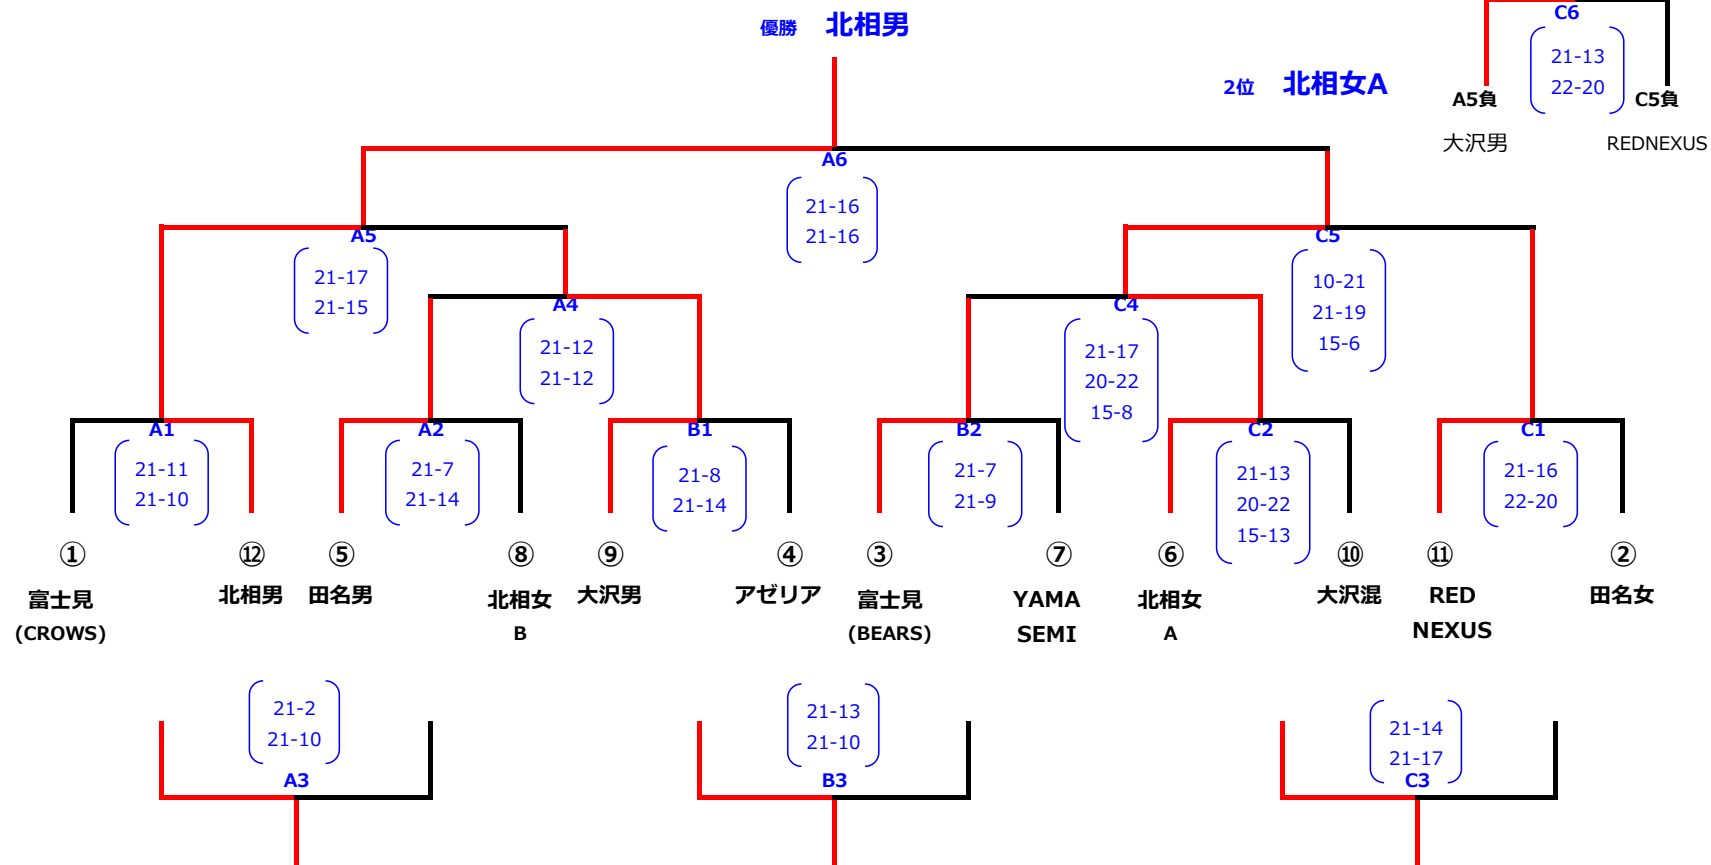 優勝 北相男
C6
21-13
22-20
2位 北相女A
A5負 C5負
大沢男 REDNEXUS
A6
21-16
21-16
A5
21-17
21-15
C5
10-21
21-19
15-6
A4
21-12
21-12
C4
21-17
20-22
15-8
A1
21-11
21-10
A2
21-7
21-14
B1
21-8
21-14
B2
21-7
21-9
C2
21-13
20-22
15-13
C1
21-16
22-20
① ⑫ ⑤ ⑧ ⑨ ④ ③ ⑦ ⑥ ⑩ ⑪ ②
富士見
(CROWS)
北相男
田名男
北相女
B
大沢男
アゼリア
富士見
(BEARS)
YAMA
SEMI
北相女
A
大沢混
RED
NEXUS
田名女
21-2
21-10
A3
21-13
21-10
B3
21-14
21-17
C3